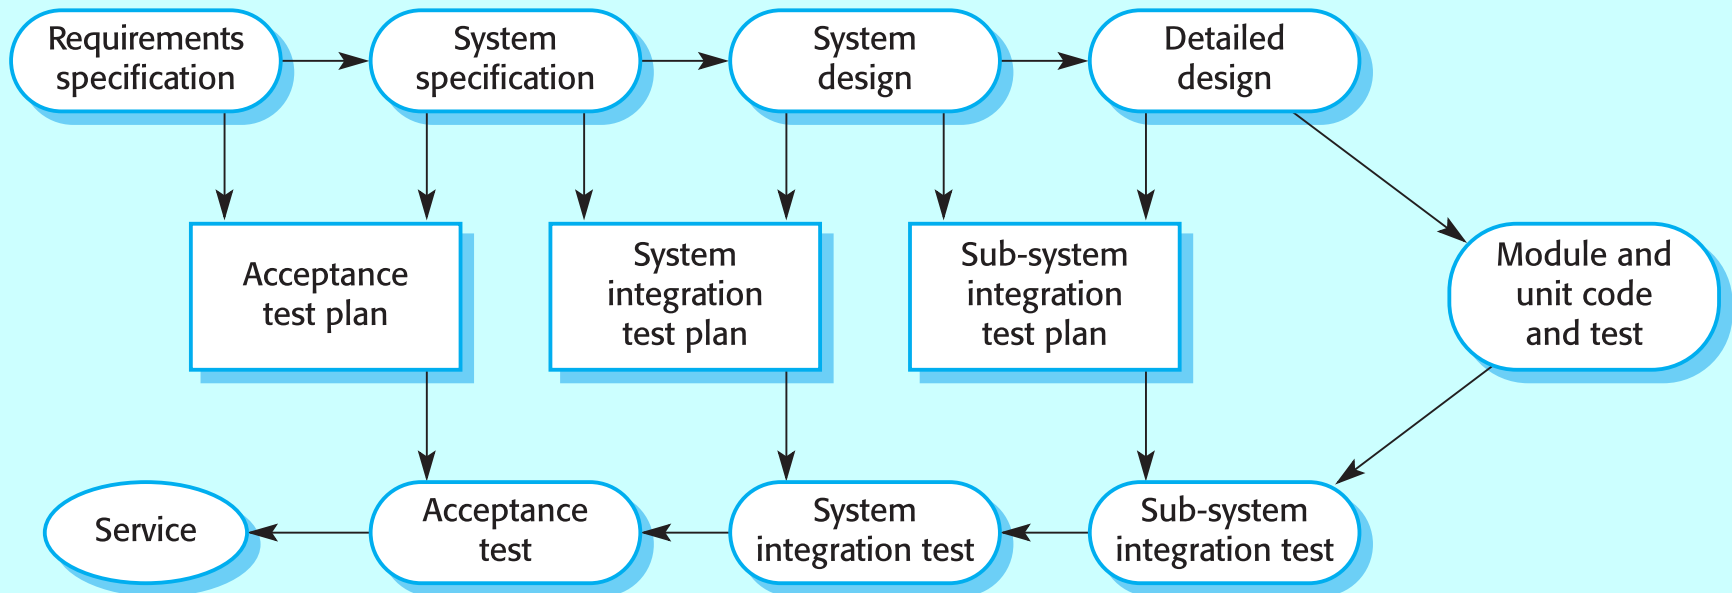 Requirements
specification
System
specification
System
design
Detailed
design
Acceptance
test plan
System
integration
test plan
Sub-system
integration
test plan
Module and
unit code
and test
Service
Acceptance
test
System
integration test
Sub-system
integration test